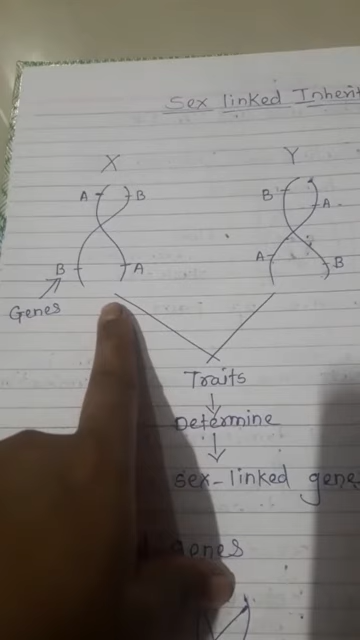 Sex linked Inherit
X Y
A B B A
B A A B
Genes
Traits
Determine
sex-linked gene
genes